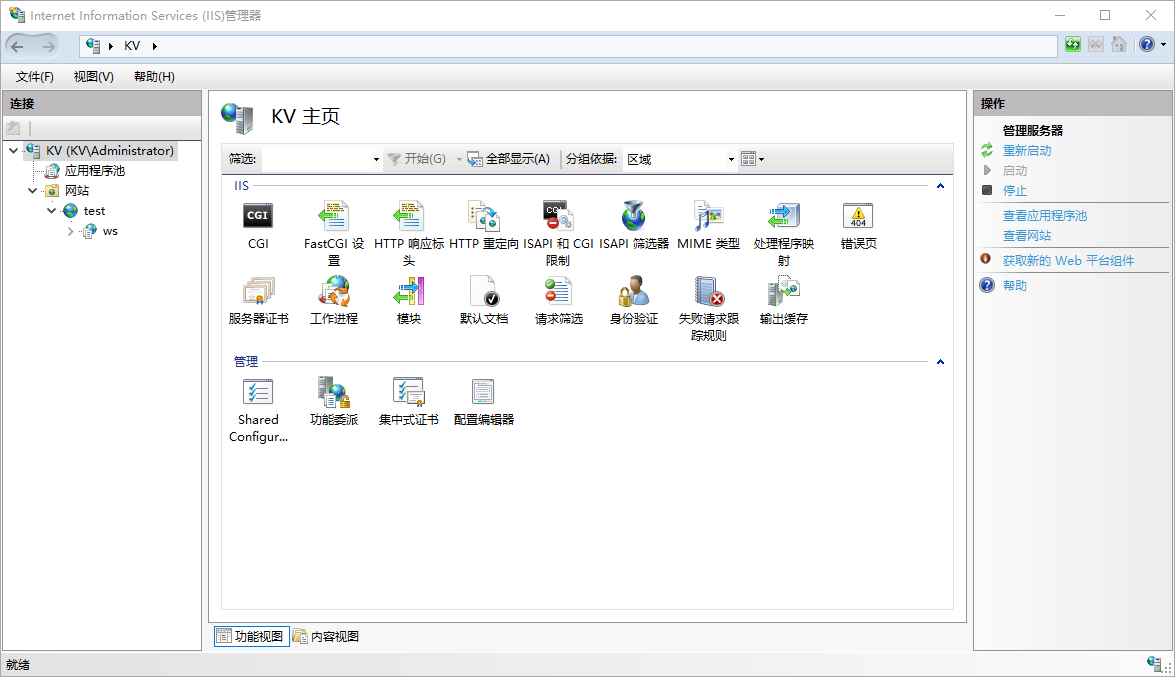 Internet Information Services (IIS)管理器
KV
文件(F) 视图(V) 帮助(H)
连接
KV (KV\Administrator)
应用程序池
网站
test
ws
KV 主页
筛选: 开始(G) 全部显示(A) 分组依据: 区域
IIS
CGI
CGI
FastCGI 设
置
HTTP 响应标
头
HTTP 重定向
CGI
ISAPI 和 CGI
限制
ISAPI 筛选器
MIME 类型
处理程序映
射
404
错误页
服务器证书
工作进程
模块
默认文档
请求筛选
身份验证
失败请求跟
踪规则
输出缓存
管理
Shared
Configur...
功能委派
集中式证书
配置编辑器
功能视图 内容视图
操作
管理服务器
重新启动
启动
停止
查看应用程序池
查看网站
获取新的 Web 平台组件
帮助
就绪